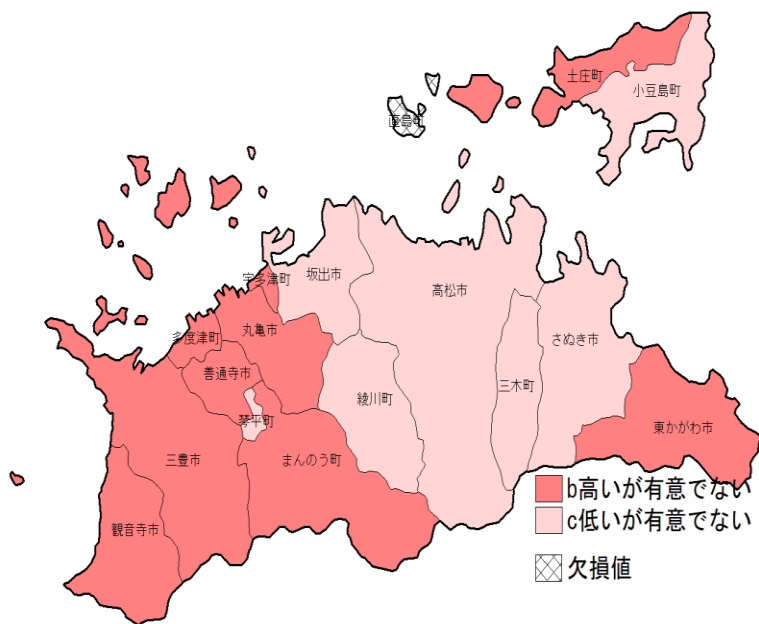 土庄町
小豆島町
直島町
宇多津町
坂出市
高松市
多度津町
丸亀市
さぬき市
善通寺市
三木町
綾川町
琴平町
東かがわ市
三豊市
まんのう町
観音寺市
b高いが有意でない
c低いが有意でない
欠損値